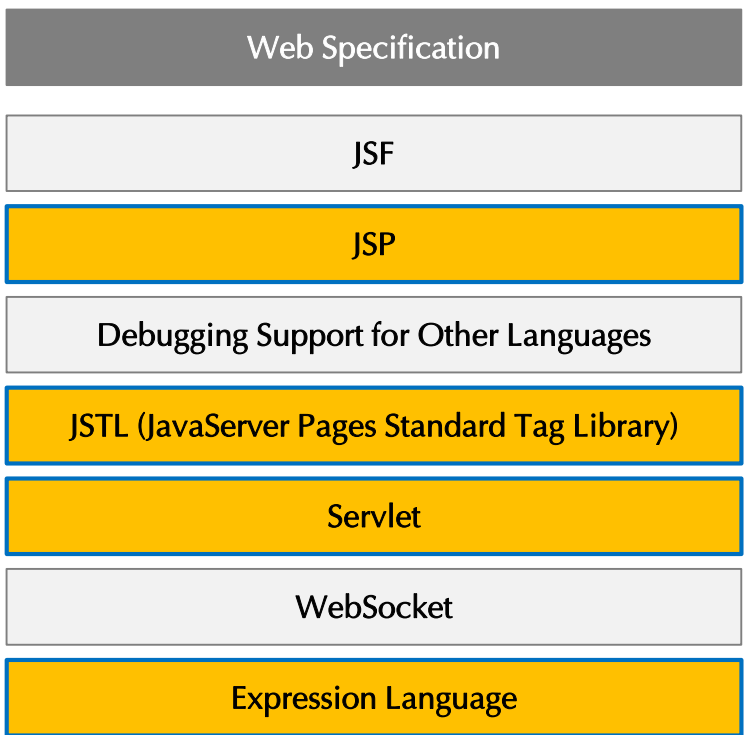 Web Specification
JSF
JSP
Debugging Support for Other Languages
JSTL (JavaServer Pages Standard Tag Library)
Servlet
WebSocket
Expression Language